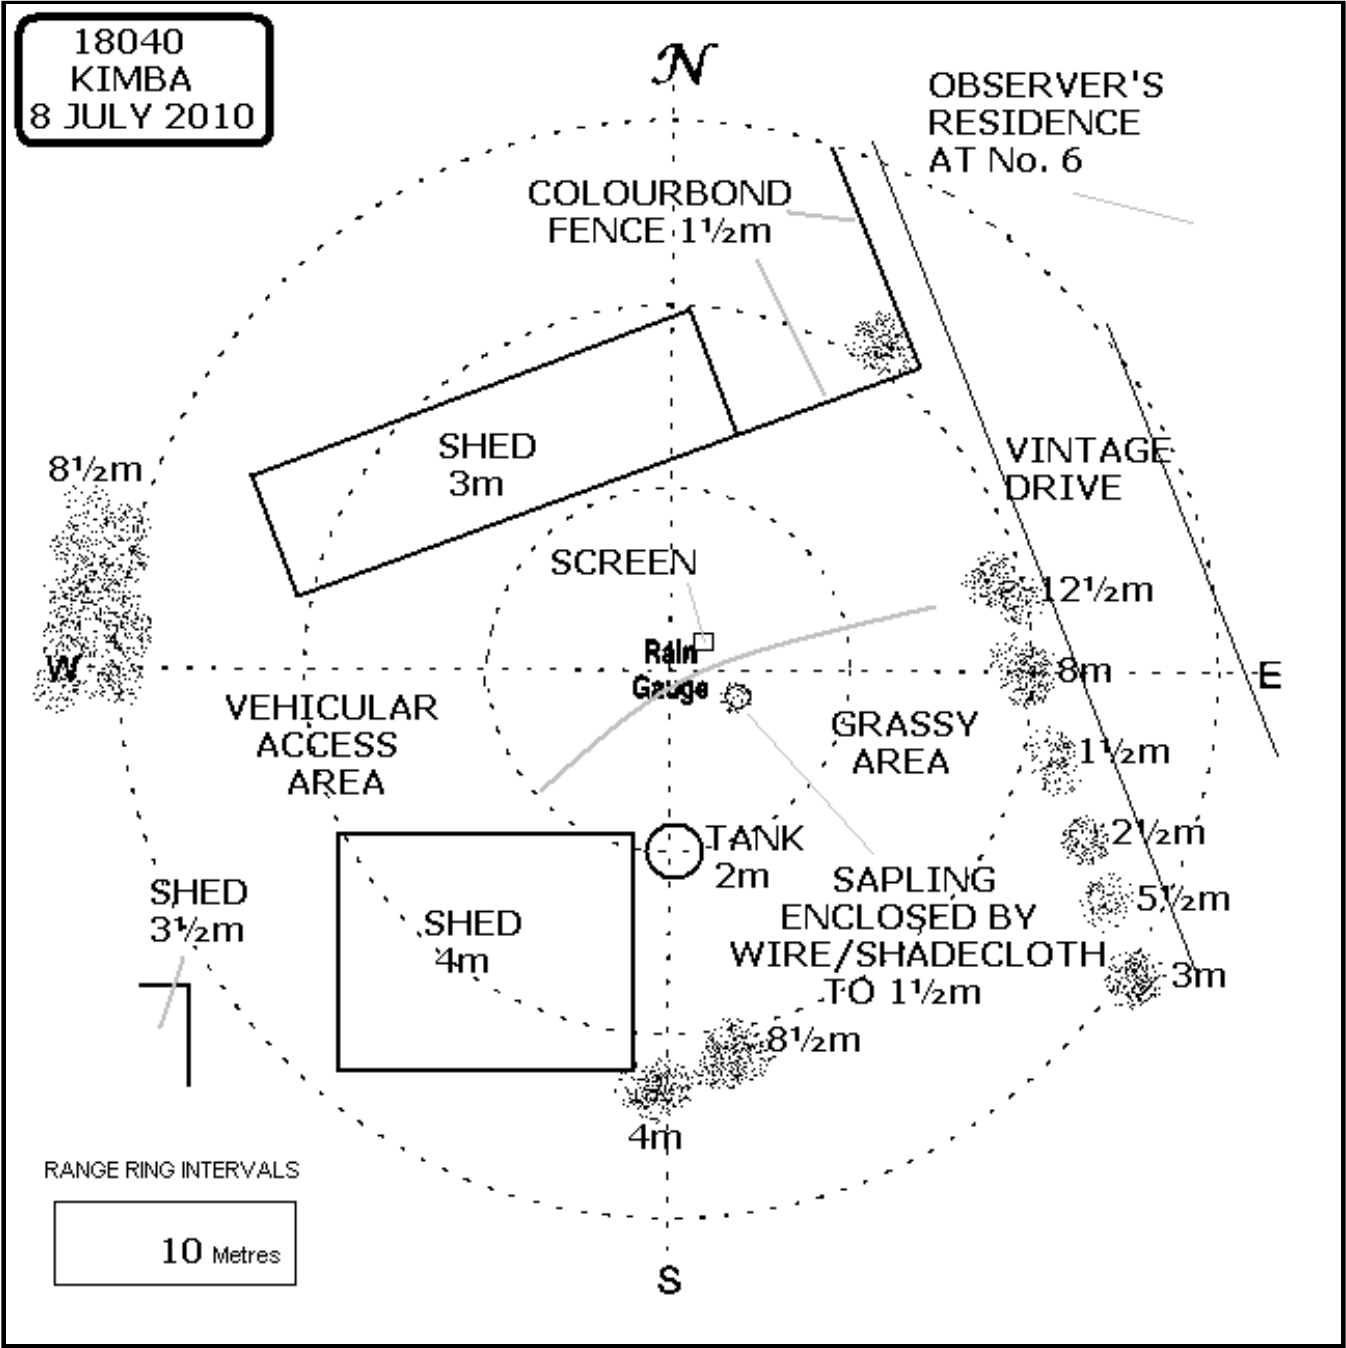 18040
KIMBA
8 JULY 2010
N
OBSERVER'S
RESIDENCE
AT No. 6
COLOURBOND
FENCE 1½m
SHED
3m
8½m
VINTAGE
DRIVE
SCREEN
12½m
Rain
Gauge
W
8m
E
VEHICULAR
ACCESS
AREA
GRASSY
AREA
1½m
TANK
2m
2½m
SHED
3½m
SHED
4m
SAPLING
ENCLOSED BY
WIRE/SHADECLOTH
TO 1½m
5½m
3m
8½m
4m
RANGE RING INTERVALS
10 Metres
S